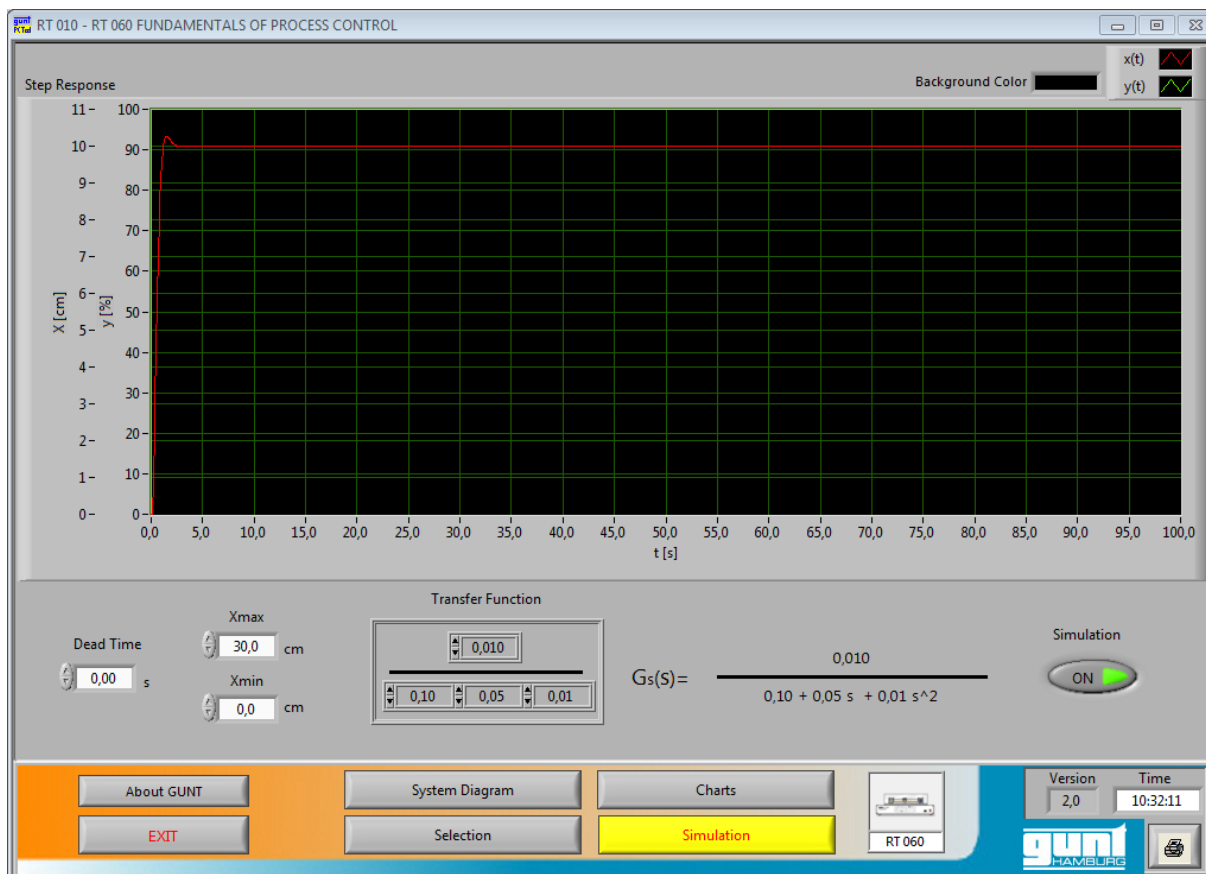 gunt
PCTool
RT 010 - RT 060 FUNDAMENTALS OF PROCESS CONTROL
x(t)
y(t)
Background Color
Step Response
X [cm]
11
10
9
8
7
6
5
4
3
2
1
0
y [%]
100
90
80
70
60
50
40
30
20
10
0
0,0 5,0 10,0 15,0 20,0 25,0 30,0 35,0 40,0 45,0 50,0 55,0 60,0 65,0 70,0 75,0 80,0 85,0 90,0 95,0 100,0
t [s]
Dead Time
0,00 s
Xmax
30,0 cm
Xmin
0,0 cm
Transfer Function
0,010
0,10 0,05 0,01
Gs(s)=
0,010
0,10 + 0,05 s + 0,01 s^2
Simulation
ON
About GUNT
System Diagram
Charts
EXIT
Selection
Simulation
RT 060
Version
2,0
Time
10:32:11
gunt
HAMBURG